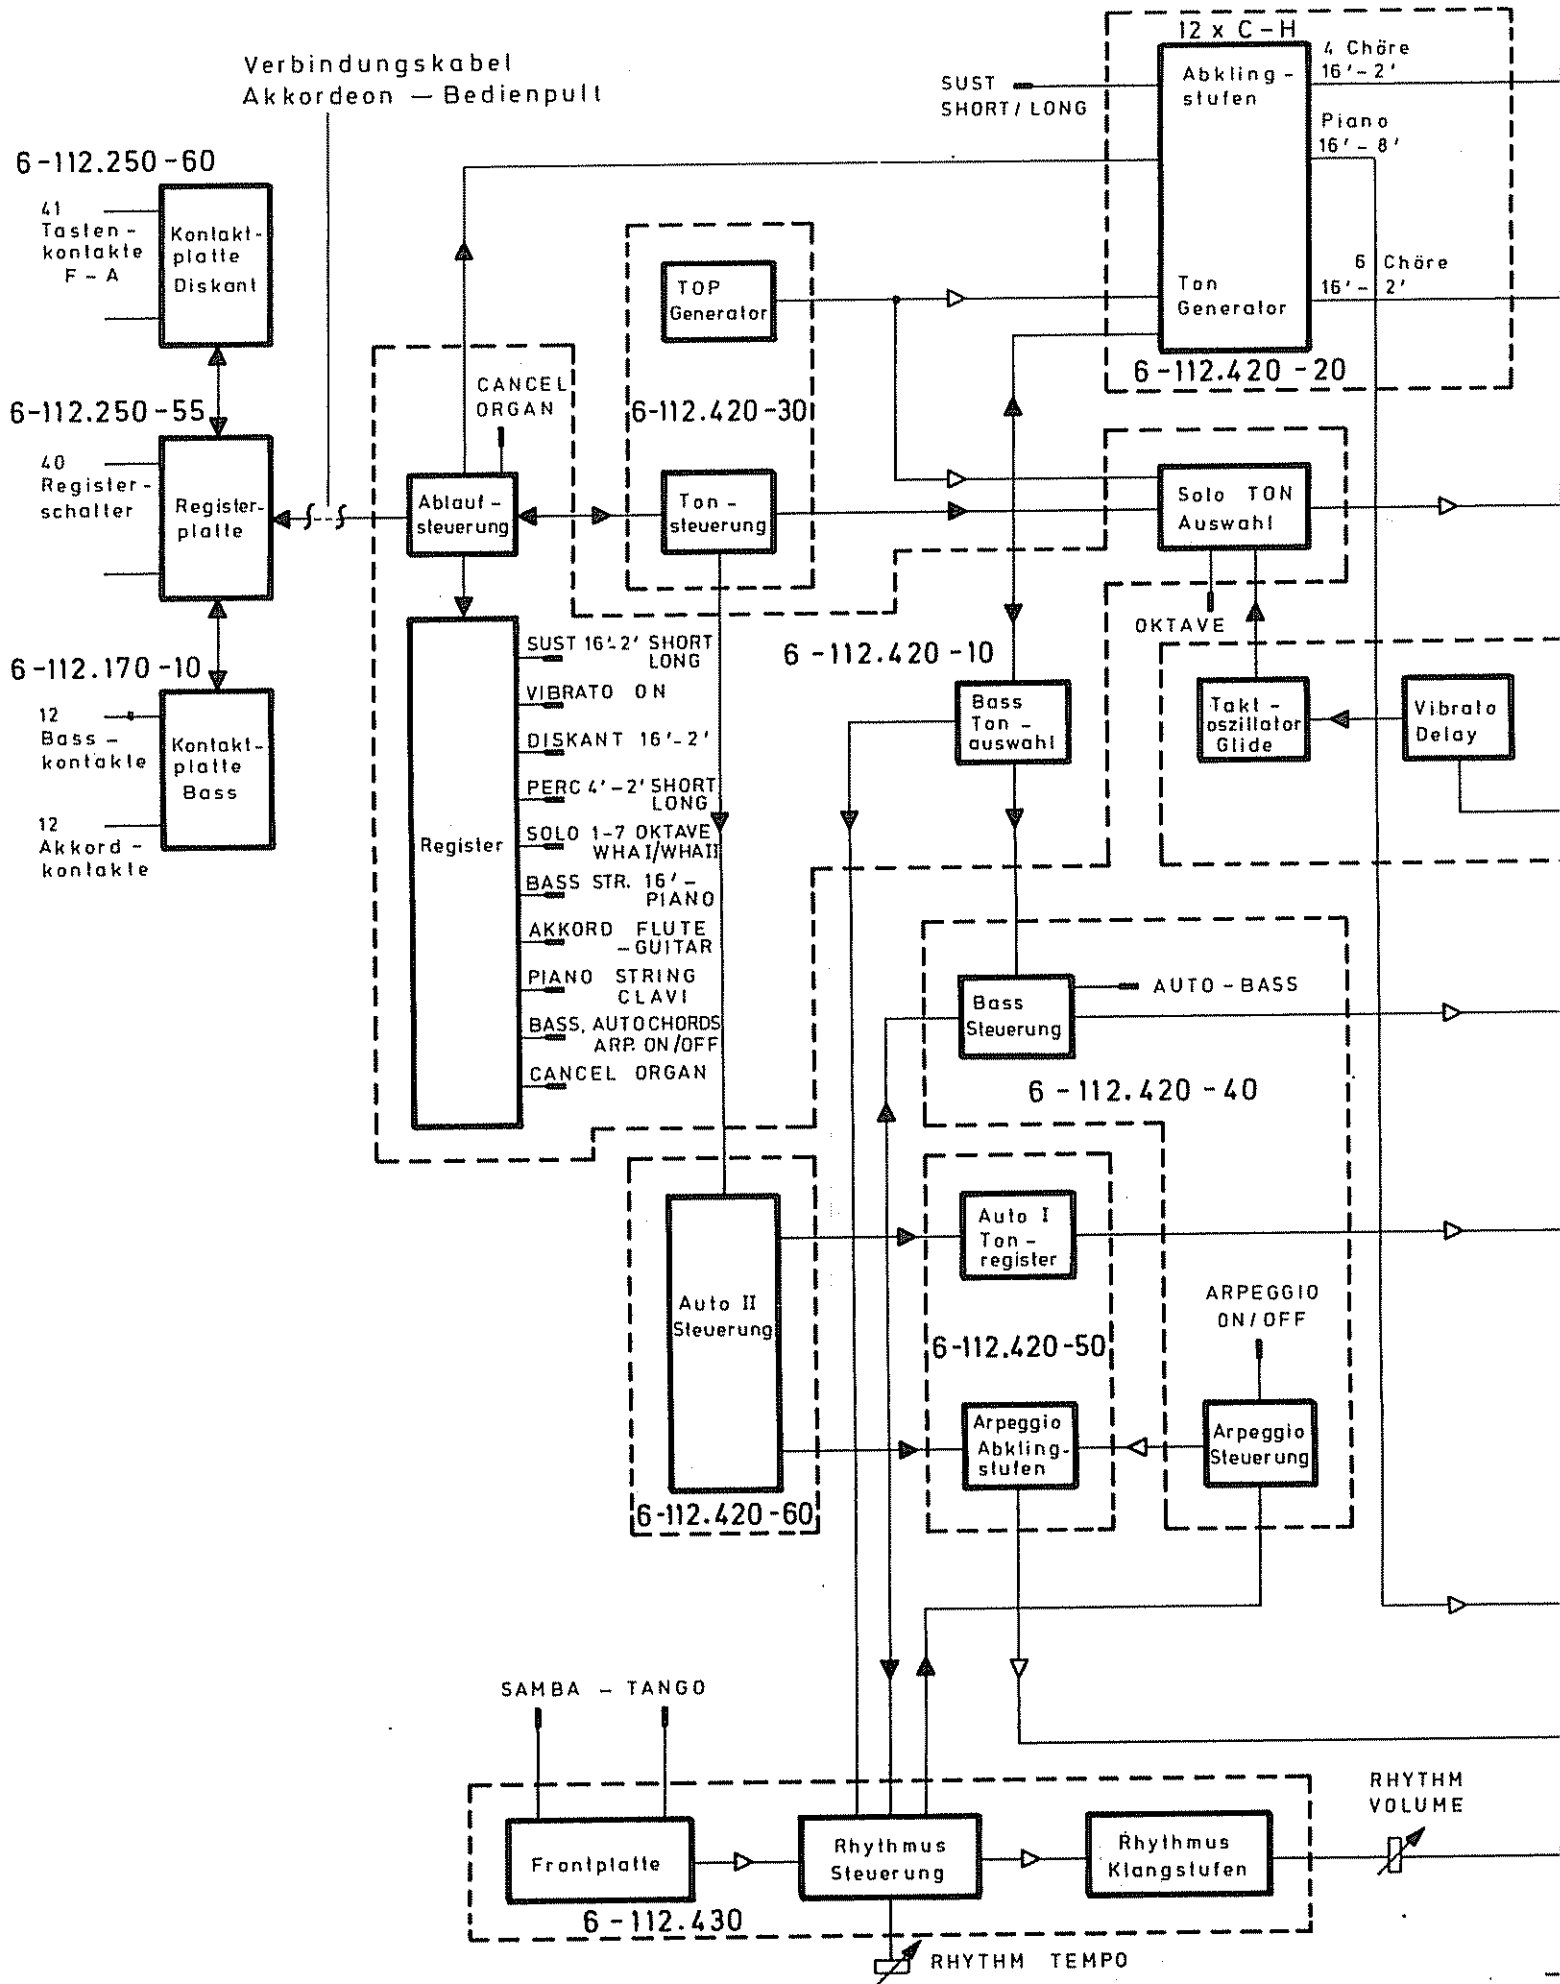 Verbindungskabel
Akkordeon — Bedienpult
12 x C – H
Abkling -
stufen
Ton
Generator
4 Chöre
16' – 2'
Piano
16' – 8'
6 Chöre
16' – 2'
SUST
SHORT / LONG
6-112.420 -20
6 -112.250 -60
41
Tasten -
kontakte
F – A
Kontakt -
platte
Diskant
6-112.250 -55
40
Register -
schalter
Register-
platte
6 -112.170 -10
12
Bass –
kontakte
12
Akkord –
kontakte
Kontakt-
platte
Bass
CANCEL
ORGAN
Ablauf -
steuerung
TOP
Generator
6-112.420 -30
Ton -
steuerung
Solo TON
Auswahl
OKTAVE
Takt -
oszillator
Glide
Vibrato
Delay
6 -112.420 -10
Bass
Ton -
auswahl
Register
SUST 16'-2' SHORT
LONG
VIBRATO ON
DISKANT 16'-2'
PERC 4'-2' SHORT
LONG
SOLO 1-7 OKTAVE
WHA I/WHA II
BASS STR. 16' –
PIANO
AKKORD FLUTE
– GUITAR
PIANO STRING
CLAVI
BASS, AUTOCHORDS
ARP. ON/OFF
CANCEL ORGAN
Bass
Steuerung
AUTO – BASS
6 – 112.420 – 40
Auto II
Steuerung
6-112.420 -60
Auto I
Ton -
register
6-112.420-50
Arpeggio
Abkling-
stufen
ARPEGGIO
ON / OFF
Arpeggio
Steuerung
SAMBA – TANGO
Frontplatte
Rhythmus
Steuerung
Rhythmus
Klangstufen
6 – 112.430
RHYTHM
VOLUME
RHYTHM TEMPO